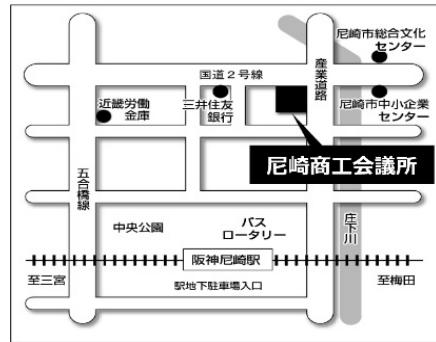 尼崎市総合文化
センター
国道2号線
産業道路
近畿労働
金庫
三井住友
銀行
尼崎市中小企業
センター
尼崎商工会議所
五合橋線
中央公園
バス
ロータリー
庄下川
阪神尼崎駅
至三宮
駅地下駐車場入口
至梅田